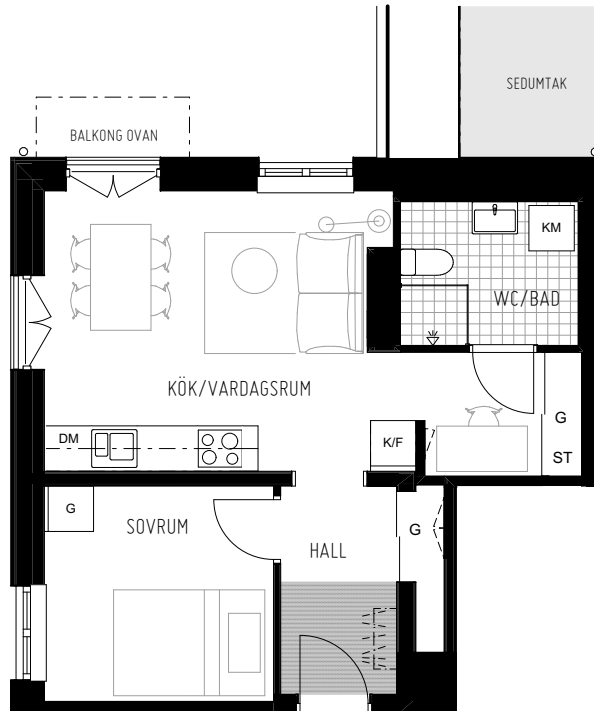 SEDUMTAK
BALKONG OVAN
KM
WC/BAD
KÖK/VARDAGSRUM
G
DM
K/F
ST
G
SOVRUM
G
HALL